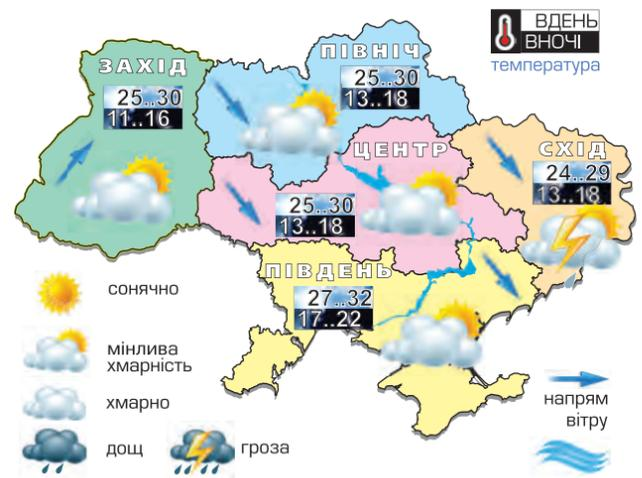 ВДЕНЬ
ВНОЧІ
температура
ПІВНІЧ
25..30
13..18
ЗАХІД
25..30
11..16
ЦЕНТР
25..30
13..18
СХІД
24..29
13..18
ПІВДЕНЬ
27..32
17..22
сонячно
мінлива
хмарність
хмарно
дощ
гроза
напрям
вітру